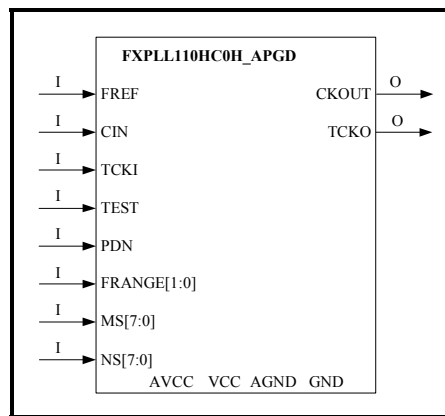 FXPLL110HC0H_APGD
I FREF CKOUT O
I CIN TCKO O
I TCKI
I TEST
I PDN
I FRANGE[1:0]
I MS[7:0]
I NS[7:0]
AVCC VCC AGND GND